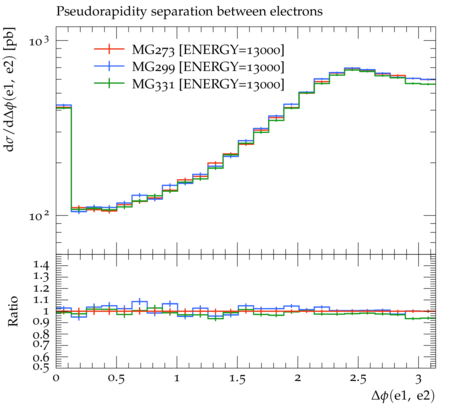 Pseudorapidity separation between electrons
dσ/dΔϕ(e1, e2) [pb]
10³
10²
MG273 [ENERGY=13000]
MG299 [ENERGY=13000]
MG331 [ENERGY=13000]
Ratio
1.4
1.3
1.2
1.1
1
0.9
0.8
0.7
0.6
0.5
0 0.5 1 1.5 2 2.5 3
Δϕ(e1, e2)